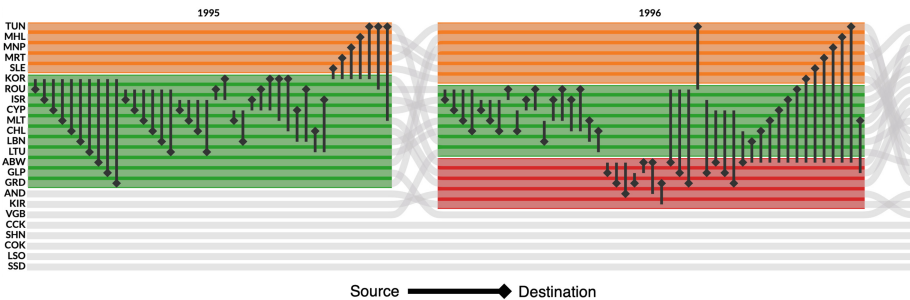 1995 1996
TUN
MHL
MNP
MRT
SLE
KOR
ROU
ISR
CYP
MLT
CHL
LBN
LTU
ABW
GLP
GRD
AND
KIR
VGB
CCK
SHN
COK
LSO
SSD
Source Destination